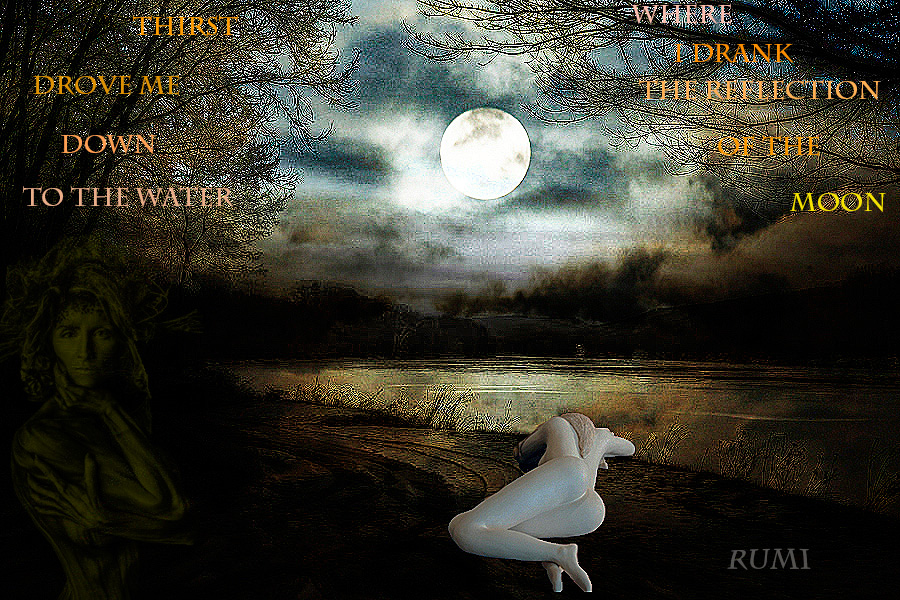 THIRST
DROVE ME
DOWN
TO THE WATER
WHERE
I DRANK
THE REFLECTION
OF THE
MOON
RUMI